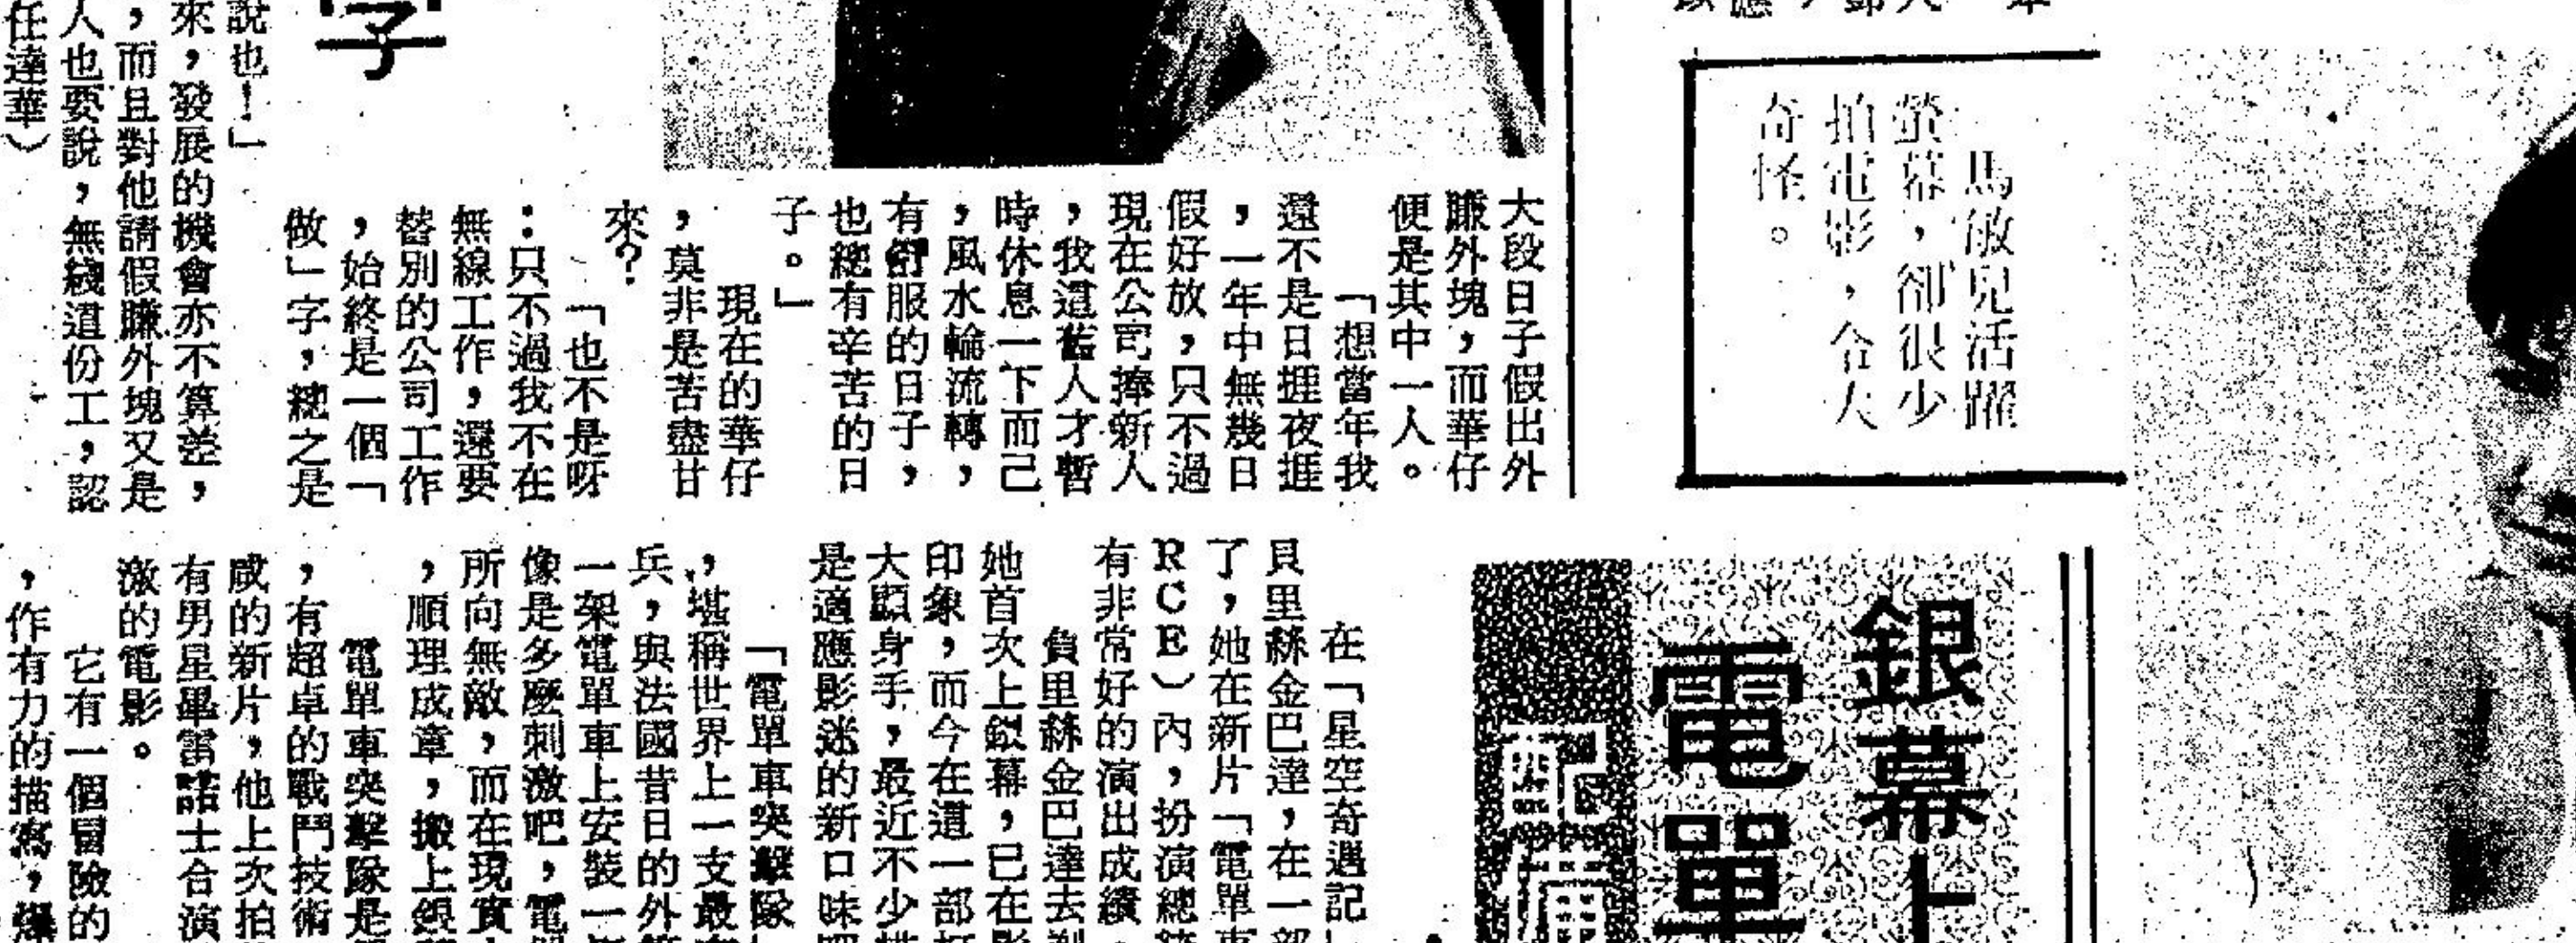 馬敏兒活躍
螢幕，卻很少
拍電影，令人
奇怪。
大段日子假出外
賺外塊，而華仔
便是其中一人。
「想當年我
還不是日捱夜捱
，一年中無幾日
假好放，只不過
現在公司捧新人
，我這舊人才暫
時休息一下而己
，風水輪流轉，
有舒服的日子，
也總有辛苦的日
子。」
現在的華仔
，莫非是苦盡甘
來？
「也不是呀
：只不過我不在
無線工作，還要
替別的公司工作
，始終是一個「
做」字，總之是
字
說也！」
來，發展的機會亦不算差，
，而且對他請假賺外塊又是
人也要說，無綫這份工，認
任達華）
銀幕上
電單
在「星空奇遇記」
貝里絲金巴達，在一部
了，她在新片「電單車
RCE）內，扮演總統
有非常好的演出成績，
負里絲金巴達去
她首次上銀幕，已在影
印象，而今在這一部
大顯身手，最近不少
是適應影迷的新口味
「電單車突擊隊」
，堪稱世界上一支最
兵，與法國昔日的外籍
一架電單車上安裝一
像是多麼刺激吧，電單
所向無敵，而在現實
，順理成章，搬上銀幕
電單車突擊隊是
，有超卓的戰鬥技術
咸的新片，他上次拍
有男星畢雷諾士合演
激的電影。
它有一個冒險的
，作有力的描寫，爆